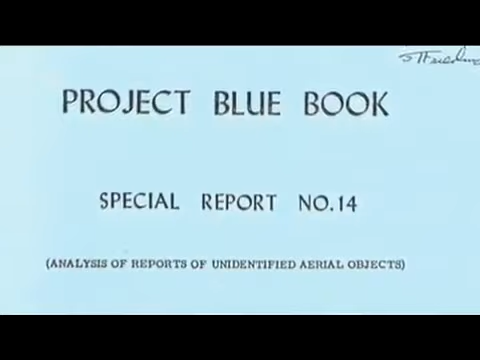 PROJECT BLUE BOOK
SPECIAL REPORT NO.14
(ANALYSIS OF REPORTS OF UNIDENTIFIED AERIAL OBJECTS)